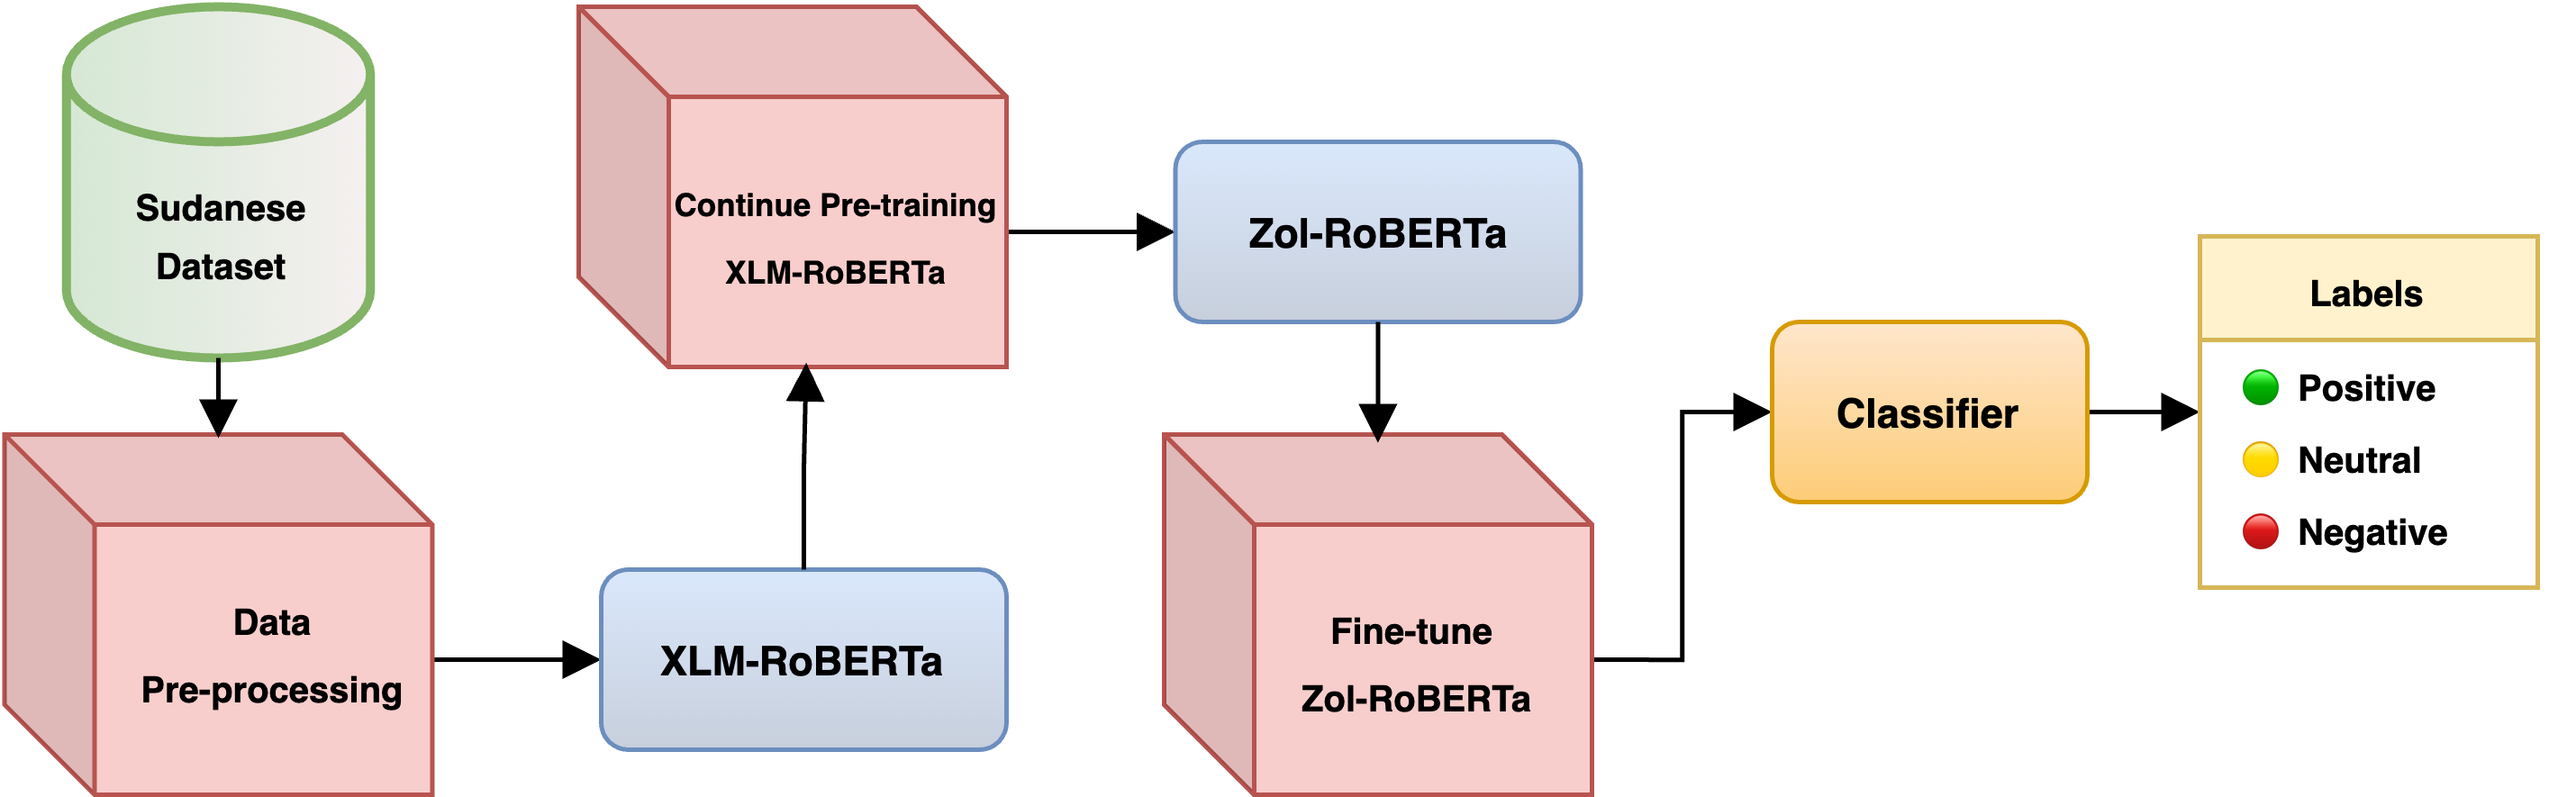 Sudanese
Dataset
Data
Pre-processing
XLM-RoBERTa
Continue Pre-training
XLM-RoBERTa
Zol-RoBERTa
Fine-tune
Zol-RoBERTa
Classifier
Labels
Positive
Neutral
Negative